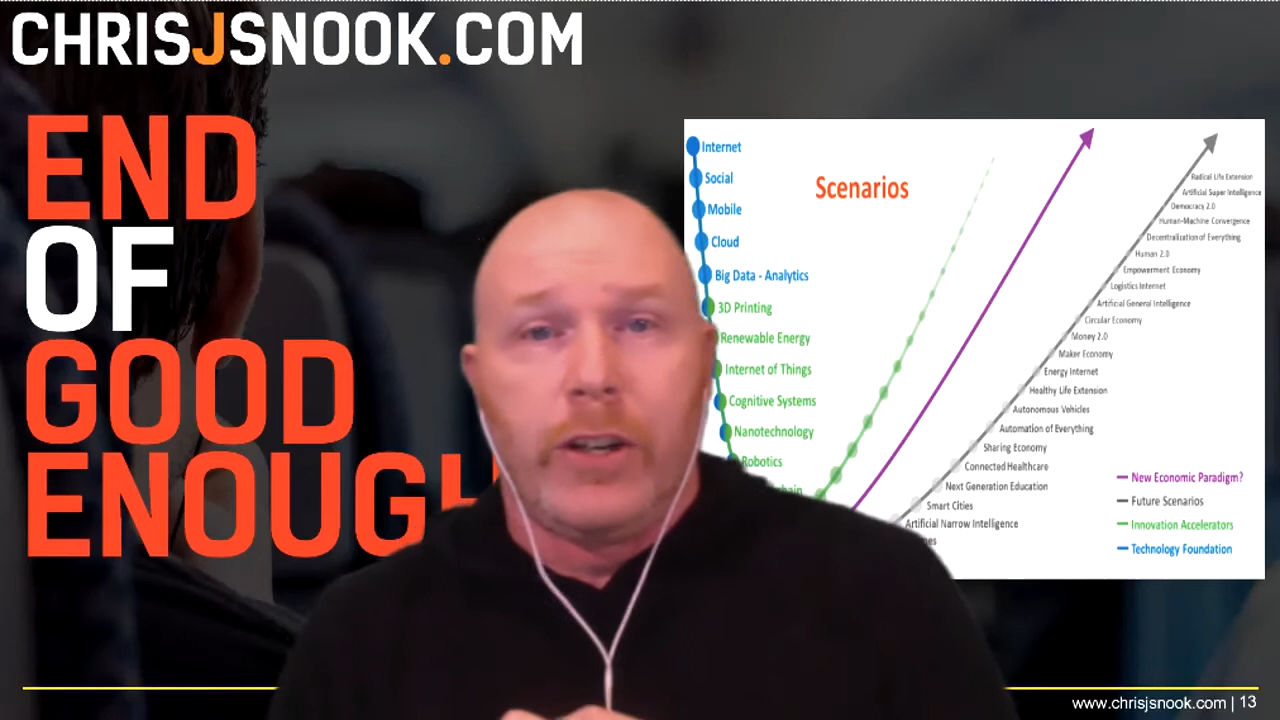 CHRISJSNOOK.COM
END
OF
GOOD
ENOUGH
Scenarios
Internet
Social
Mobile
Cloud
Big Data - Analytics
3D Printing
Renewable Energy
Internet of Things
Cognitive Systems
Nanotechnology
Robotics
Radical Life Extension
Artificial Super Intelligence
Democracy 2.0
Human-Machine Convergence
Decentralization of Everything
Human 2.0
Empowerment Economy
Logistics Internet
Artificial General Intelligence
Circular Economy
Money 2.0
Maker Economy
Energy Internet
Healthy Life Extension
Autonomous Vehicles
Automation of Everything
Sharing Economy
Connected Healthcare
Next Generation Education
Smart Cities
Artificial Narrow Intelligence
New Economic Paradigm?
Future Scenarios
Innovation Accelerators
Technology Foundation
www.chrisjsnook.com | 13